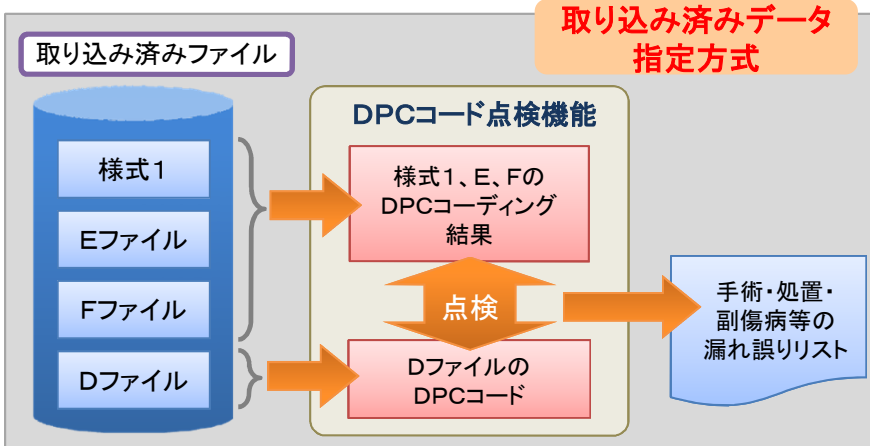 取り込み済みデータ
指定方式
取り込み済みファイル
様式1
Eファイル
Fファイル
Dファイル
DPCコード点検機能
様式1、E、Fの
DPCコーディング
結果
点検
Dファイルの
DPCコード
手術・処置・
副傷病等の
漏れ誤りリスト